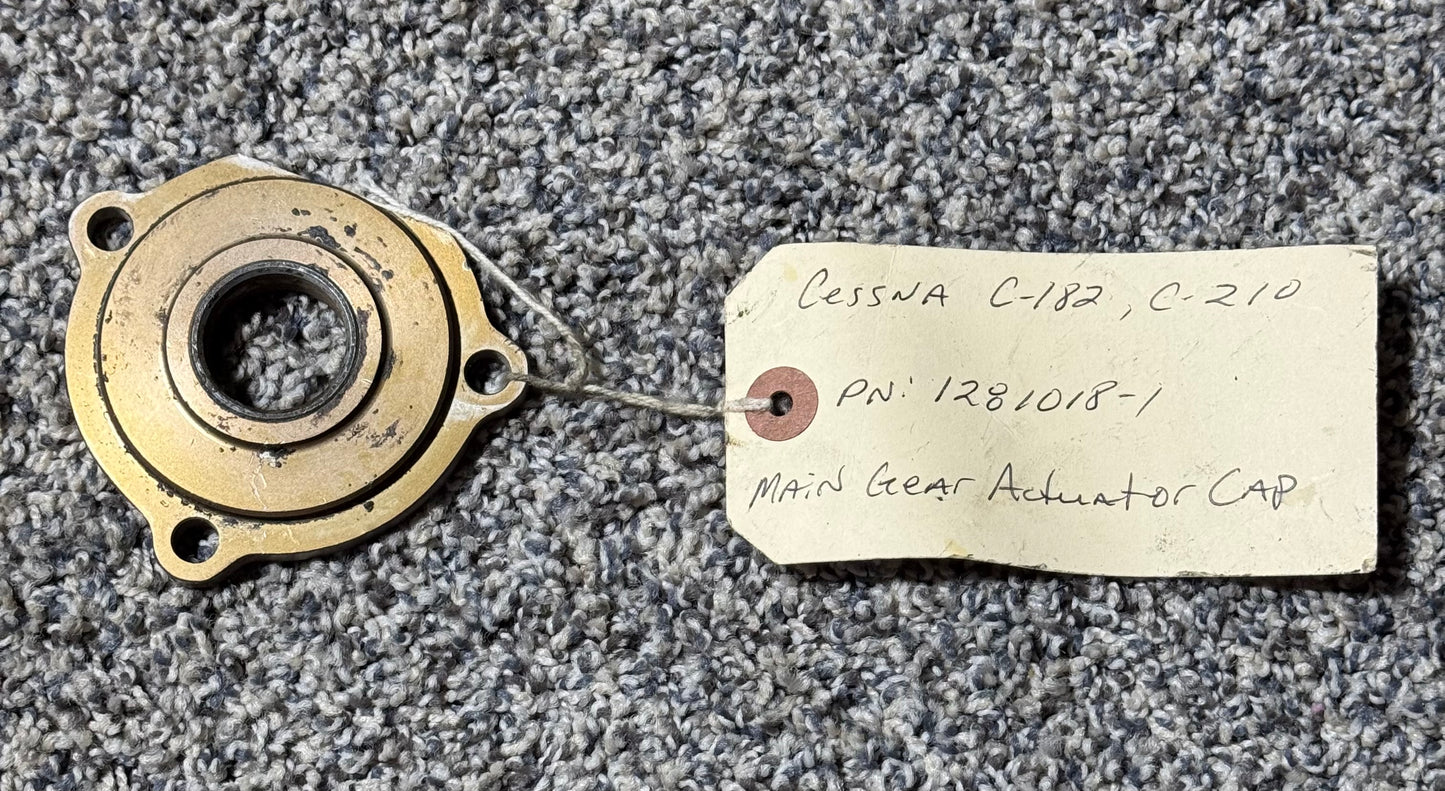 Cessna C-182, C-210
PN: 1281018-1
Main Gear Actuator Cap